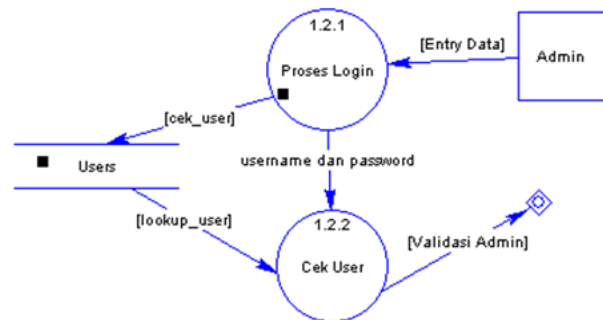 1.2.1
Proses Login
[Entry Data]
Admin
[cek_user]
Users
username dan password
[lookup_user]
1.2.2
Cek User
[Validasi Admin]